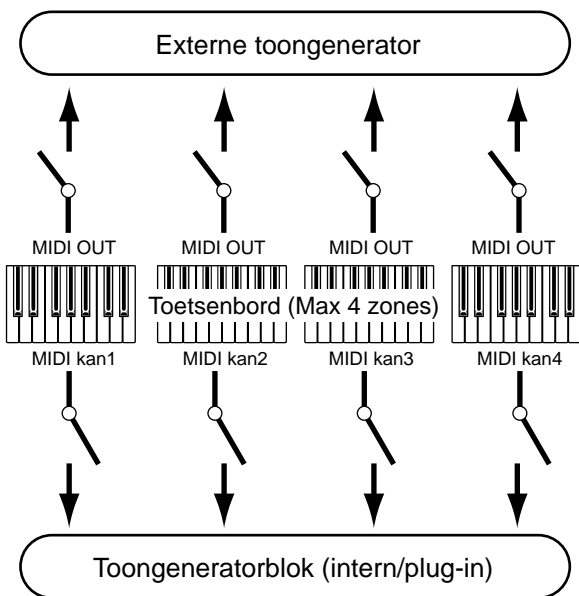 Externe toongenerator
MIDI OUT MIDI OUT MIDI OUT MIDI OUT
Toetsenbord (Max 4 zones)
MIDI kan1 MIDI kan2 MIDI kan3 MIDI kan4
Toongeneratorblok (intern/plug-in)